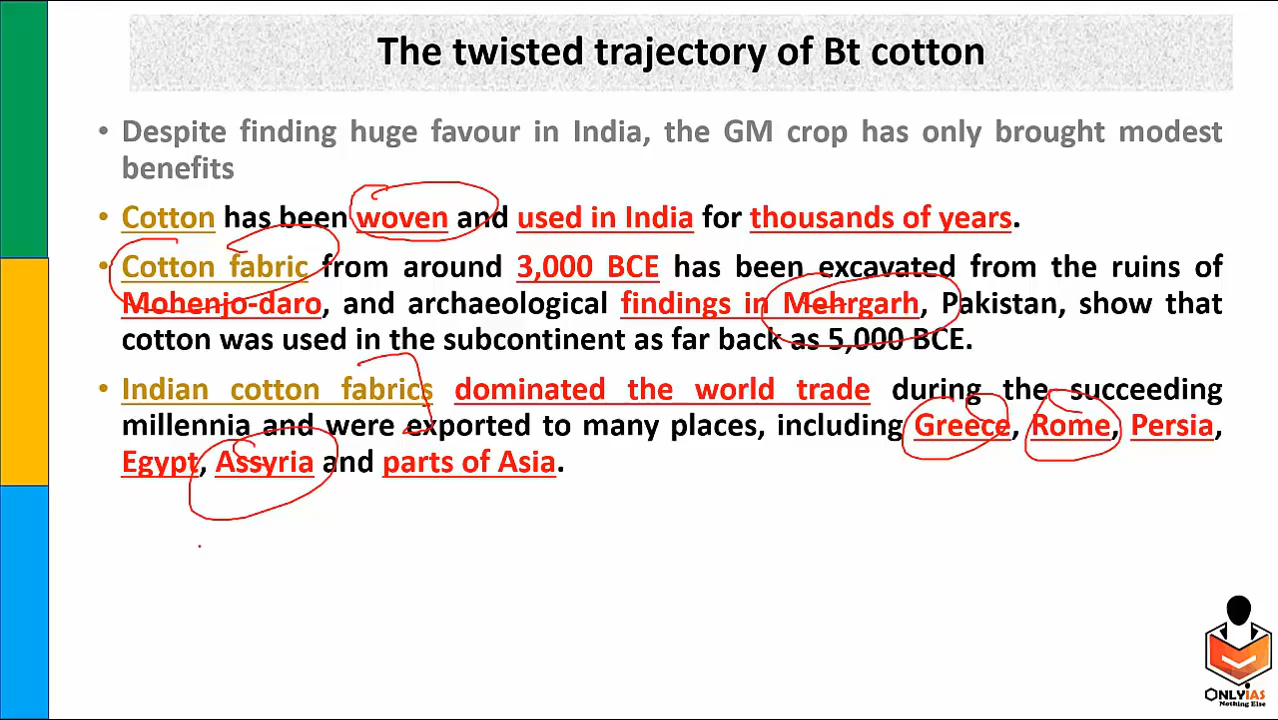 The twisted trajectory of Bt cotton
• Despite finding huge favour in India, the GM crop has only brought modest
benefits
• Cotton has been woven and used in India for thousands of years.
• Cotton fabric from around 3,000 BCE has been excavated from the ruins of
Mohenjo-daro, and archaeological findings in Mehrgarh, Pakistan, show that
cotton was used in the subcontinent as far back as 5,000 BCE.
• Indian cotton fabrics dominated the world trade during the succeeding
millennia and were exported to many places, including Greece, Rome, Persia,
Egypt, Assyria and parts of Asia.
ONLYIAS
Nothing Else